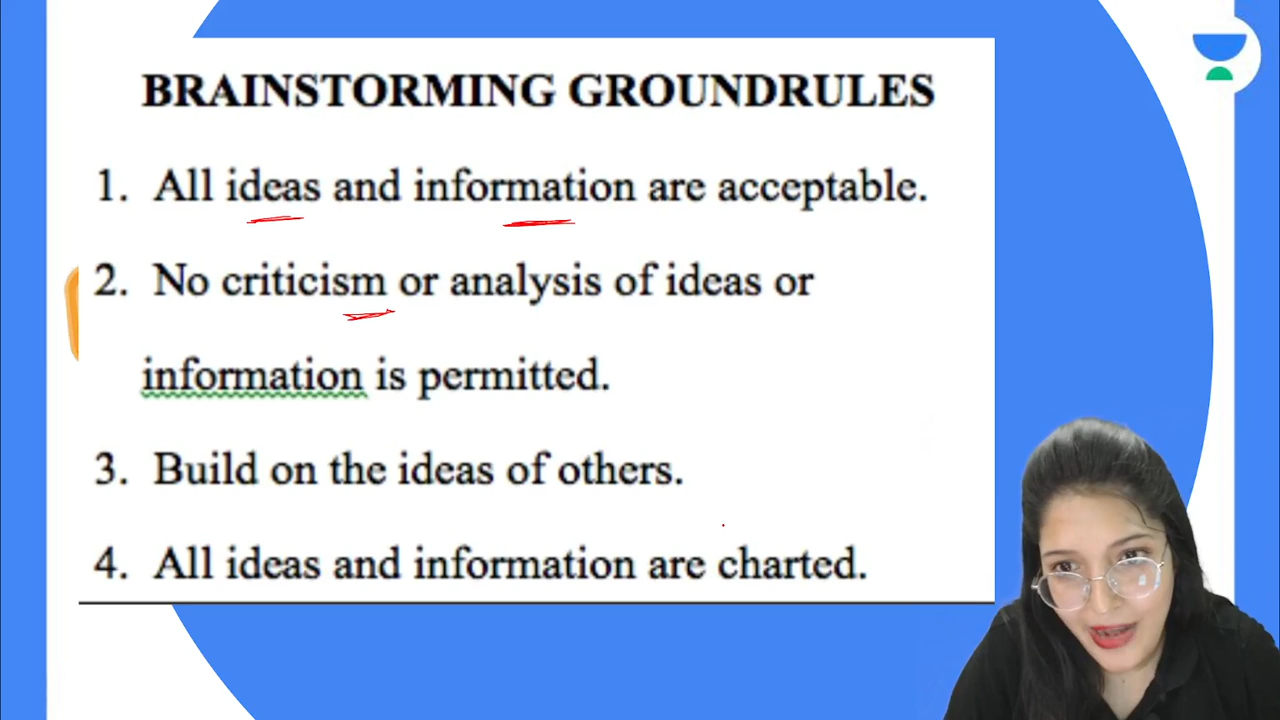 BRAINSTORMING GROUNDRULES
1. All ideas and information are acceptable.
2. No criticism or analysis of ideas or
information is permitted.
3. Build on the ideas of others.
4. All ideas and information are charted.